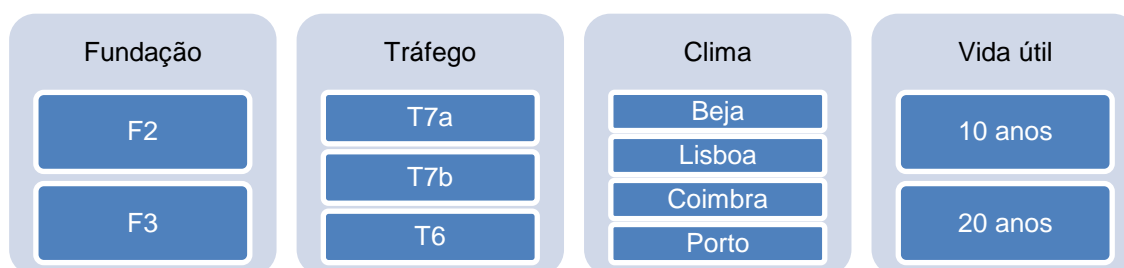 Fundação
F2
F3
Tráfego
T7a
T7b
T6
Clima
Beja
Lisboa
Coimbra
Porto
Vida útil
10 anos
20 anos